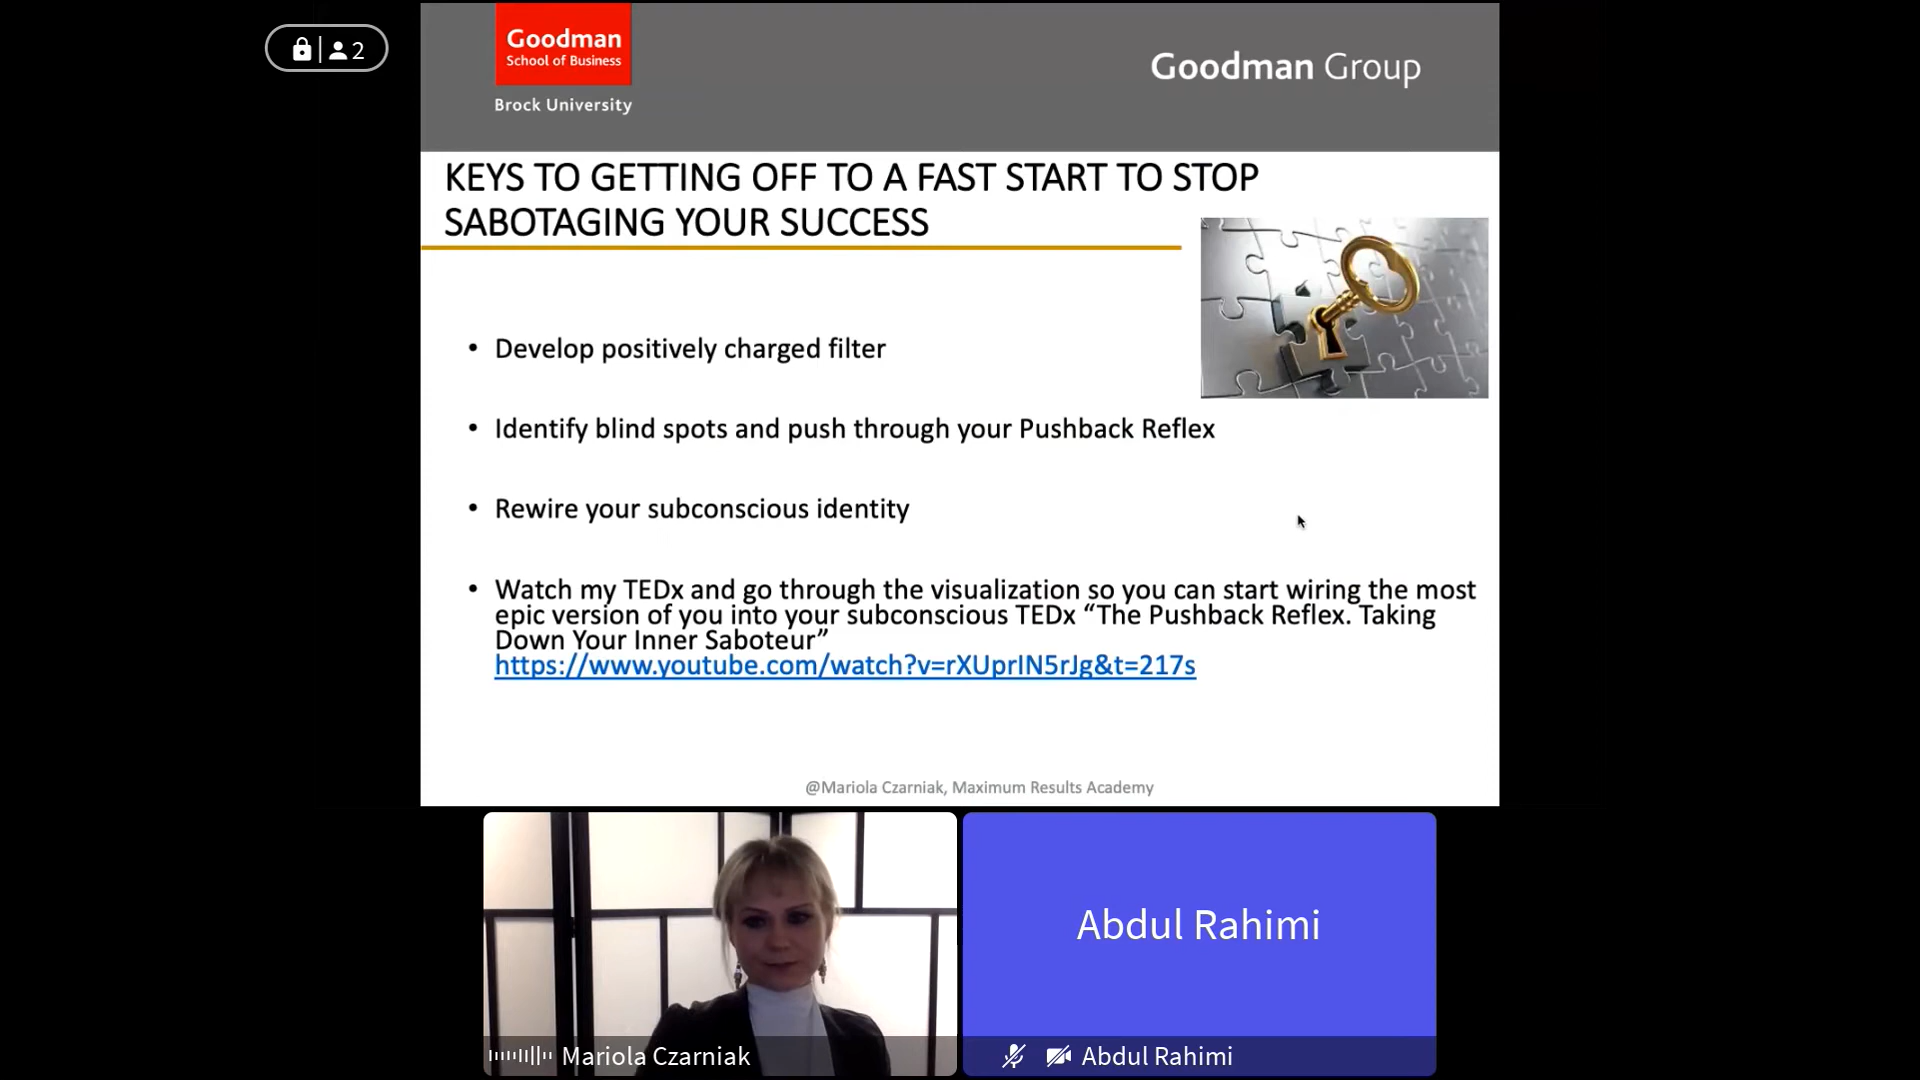 2
Goodman
School of Business
Brock University
Goodman Group
KEYS TO GETTING OFF TO A FAST START TO STOP
SABOTAGING YOUR SUCCESS
• Develop positively charged filter
• Identify blind spots and push through your Pushback Reflex
• Rewire your subconscious identity
• Watch my TEDx and go through the visualization so you can start wiring the most
epic version of you into your subconscious TEDx “The Pushback Reflex. Taking
Down Your Inner Saboteur”
https://www.youtube.com/watch?v=rXUprIN5rJg&t=217s
@Mariola Czarniak, Maximum Results Academy
Abdul Rahimi
Mariola Czarniak
Abdul Rahimi